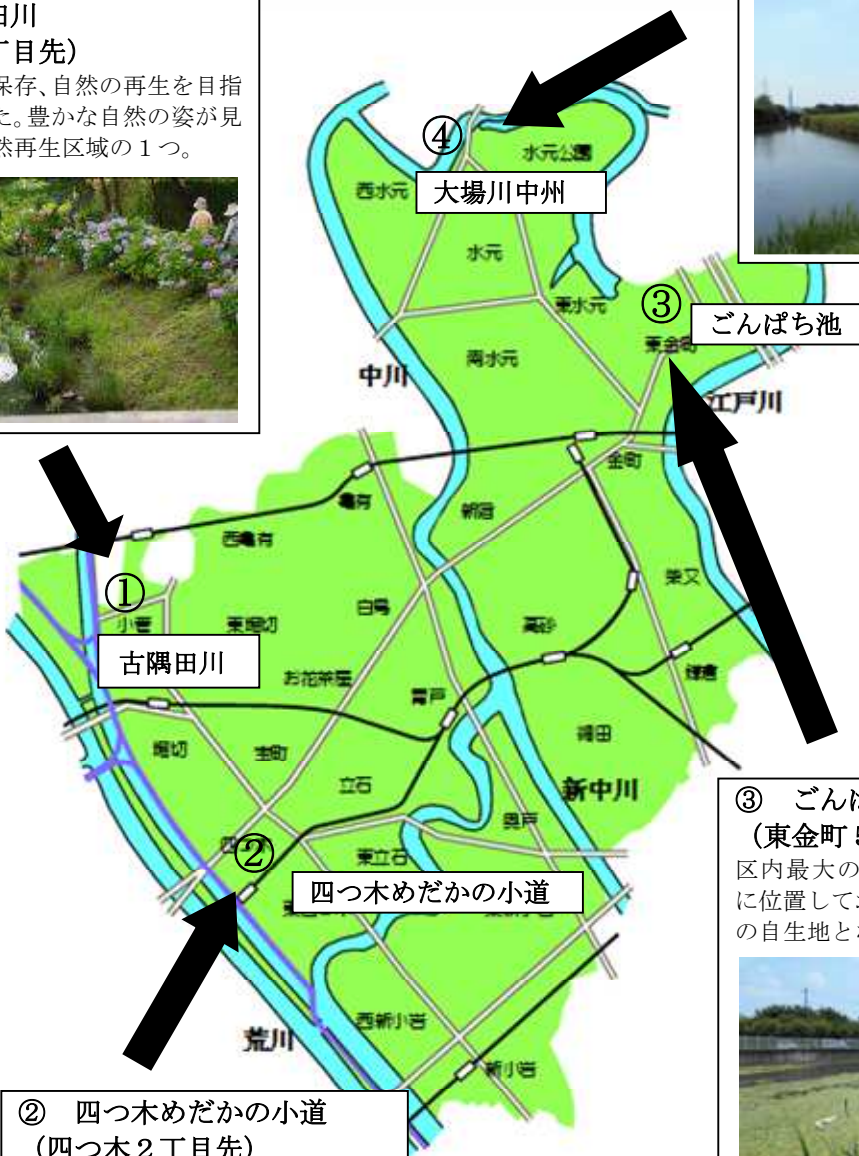 田川
丁目先)
保存、自然の再生を目指
た。豊かな自然の姿が見
然再生区域の1つ。
④
大場川中州
水元公園
西水元
水元
東水元
③
ごんぱち池
東金町
南水元
中川
江戸川
金町
亀有
新宿
西亀有
柴又
①
小菅
東堀切
白鳥
高砂
古隅田川
お花茶屋
青戸
鎌倉
堀切
宝町
細田
立石
新中川
奥戸
②
東立石
四つ木めだかの小道
西新小岩
荒川
新小岩
③ ごんぱ
(東金町5
区内最大の
に位置して
の自生地と
② 四つ木めだかの小道
(四つ木2丁目先)